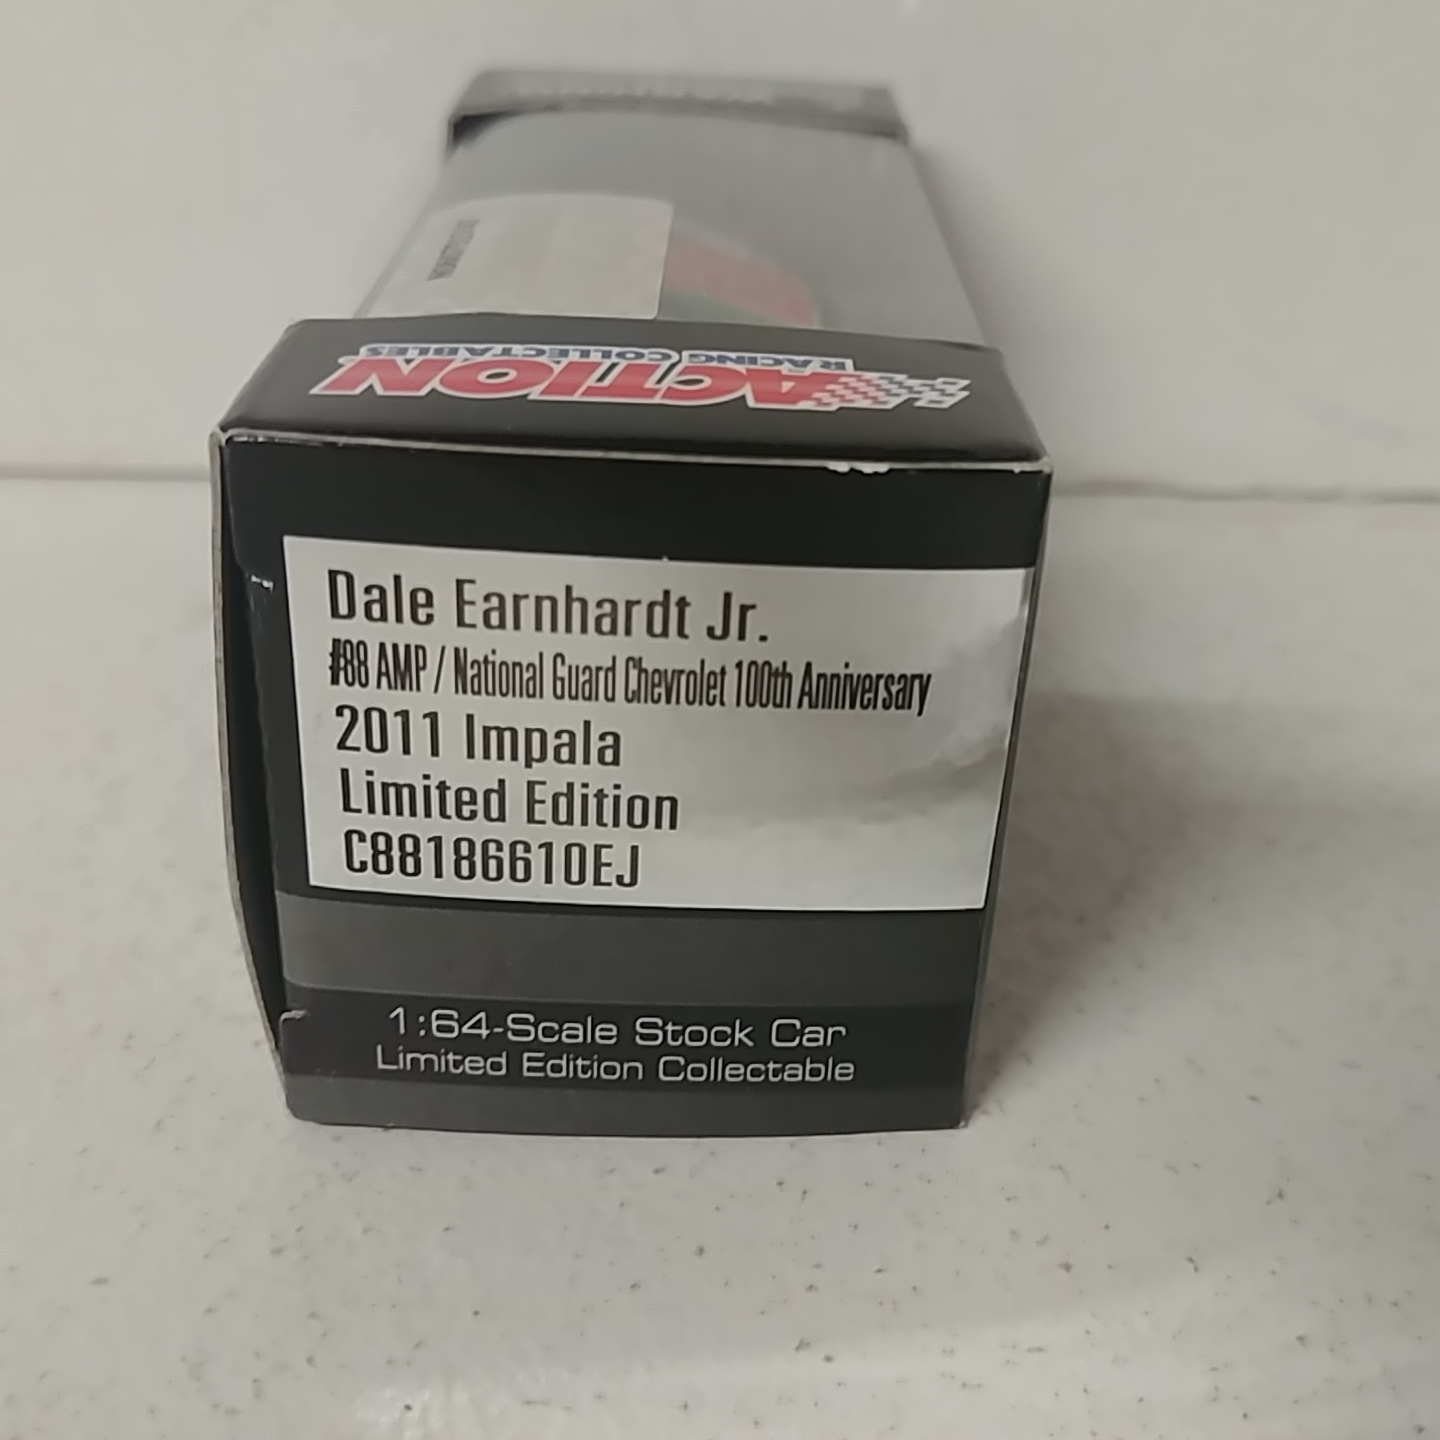 ACTION
RACING COLLECTABLES
Dale Earnhardt Jr.
#88 AMP / National Guard Chevrolet 100th Anniversary
2011 Impala
Limited Edition
C88186610EJ
1:64-Scale Stock Car
Limited Edition Collectable